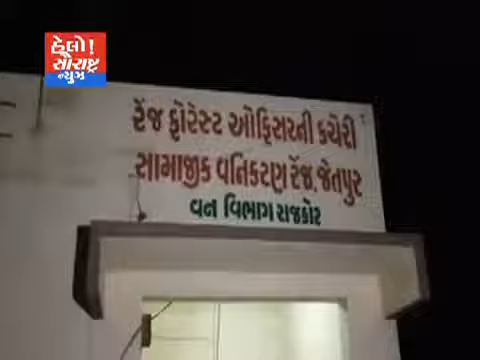 હેલો!
સૌરાષ્ટ્ર
ન્યુઝ
રેંજ ફોરેસ્ટ ઓફિસરની કચેરી
સામાજીક વનિકરણ રેંજ, જેતપુર
વન વિભાગ રાજકોટ